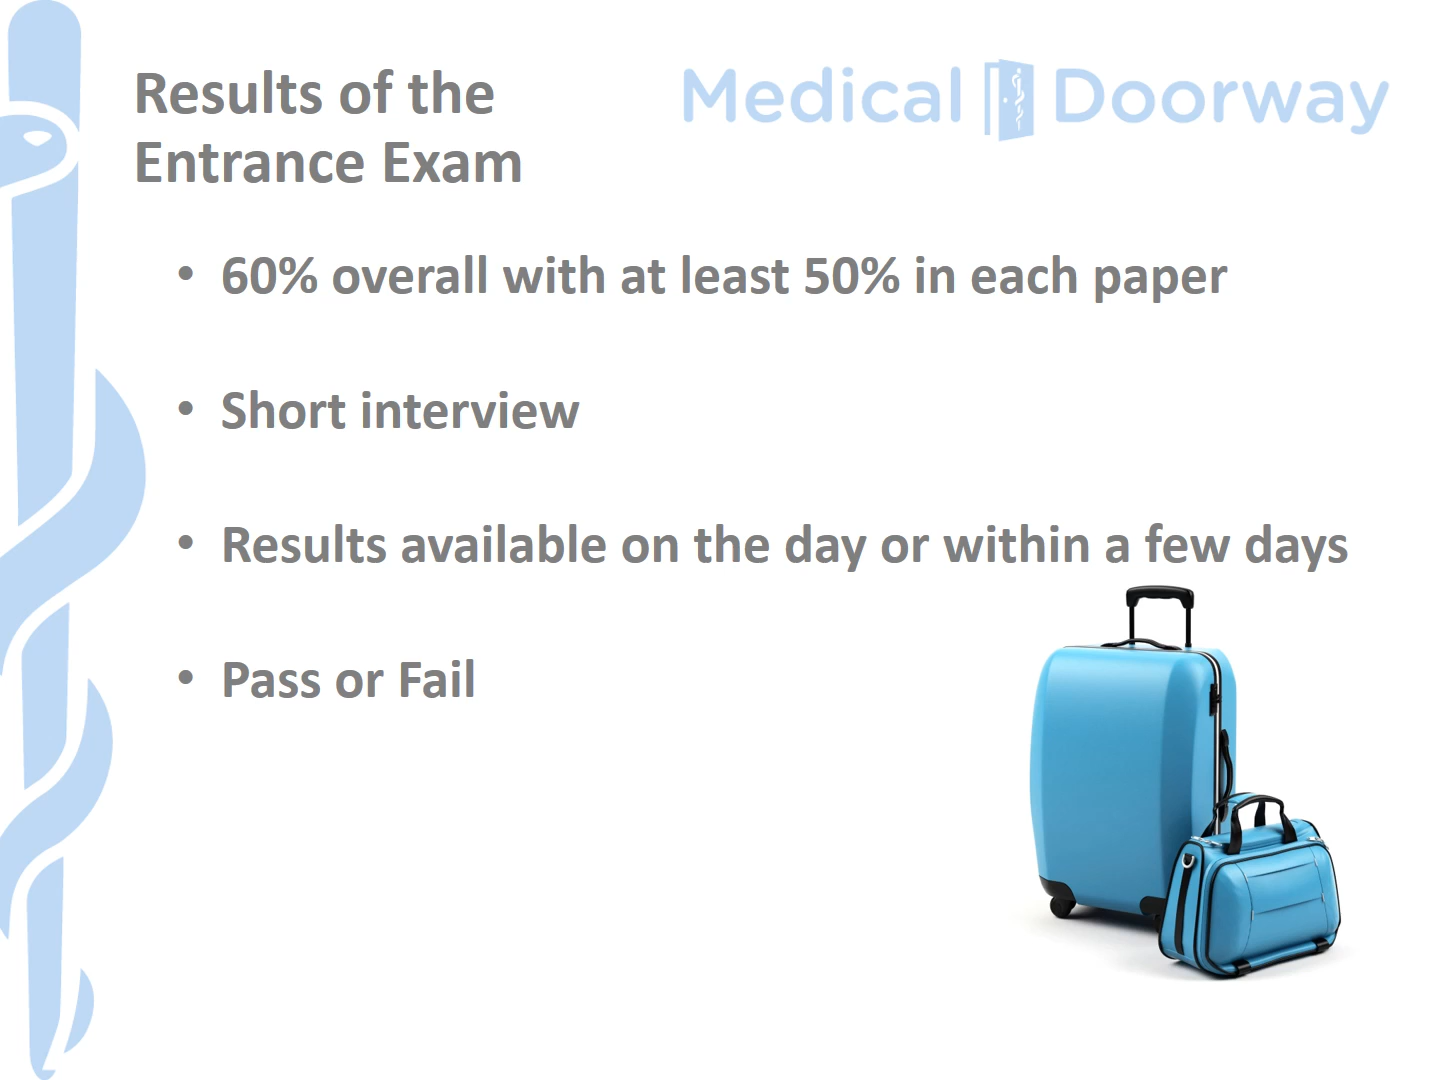 Results of the
Entrance Exam
Medical Doorway
• 60% overall with at least 50% in each paper
• Short interview
• Results available on the day or within a few days
• Pass or Fail